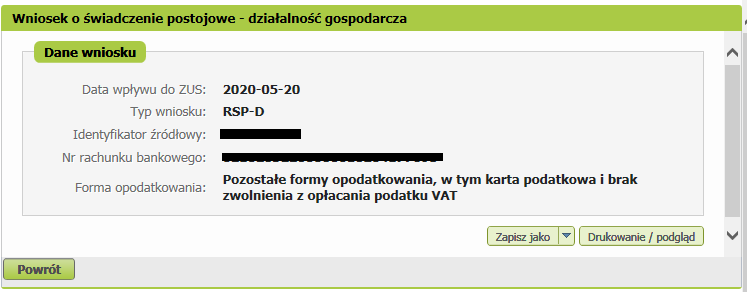 Wniosek o świadczenie postojowe - działalność gospodarcza
Dane wniosku
Data wpływu do ZUS: 2020-05-20
Typ wniosku: RSP-D
Identyfikator źródłowy:
Nr rachunku bankowego:
Forma opodatkowania: Pozostałe formy opodatkowania, w tym karta podatkowa i brak
zwolnienia z opłacania podatku VAT
Zapisz jako Drukowanie / podgląd
Powrót